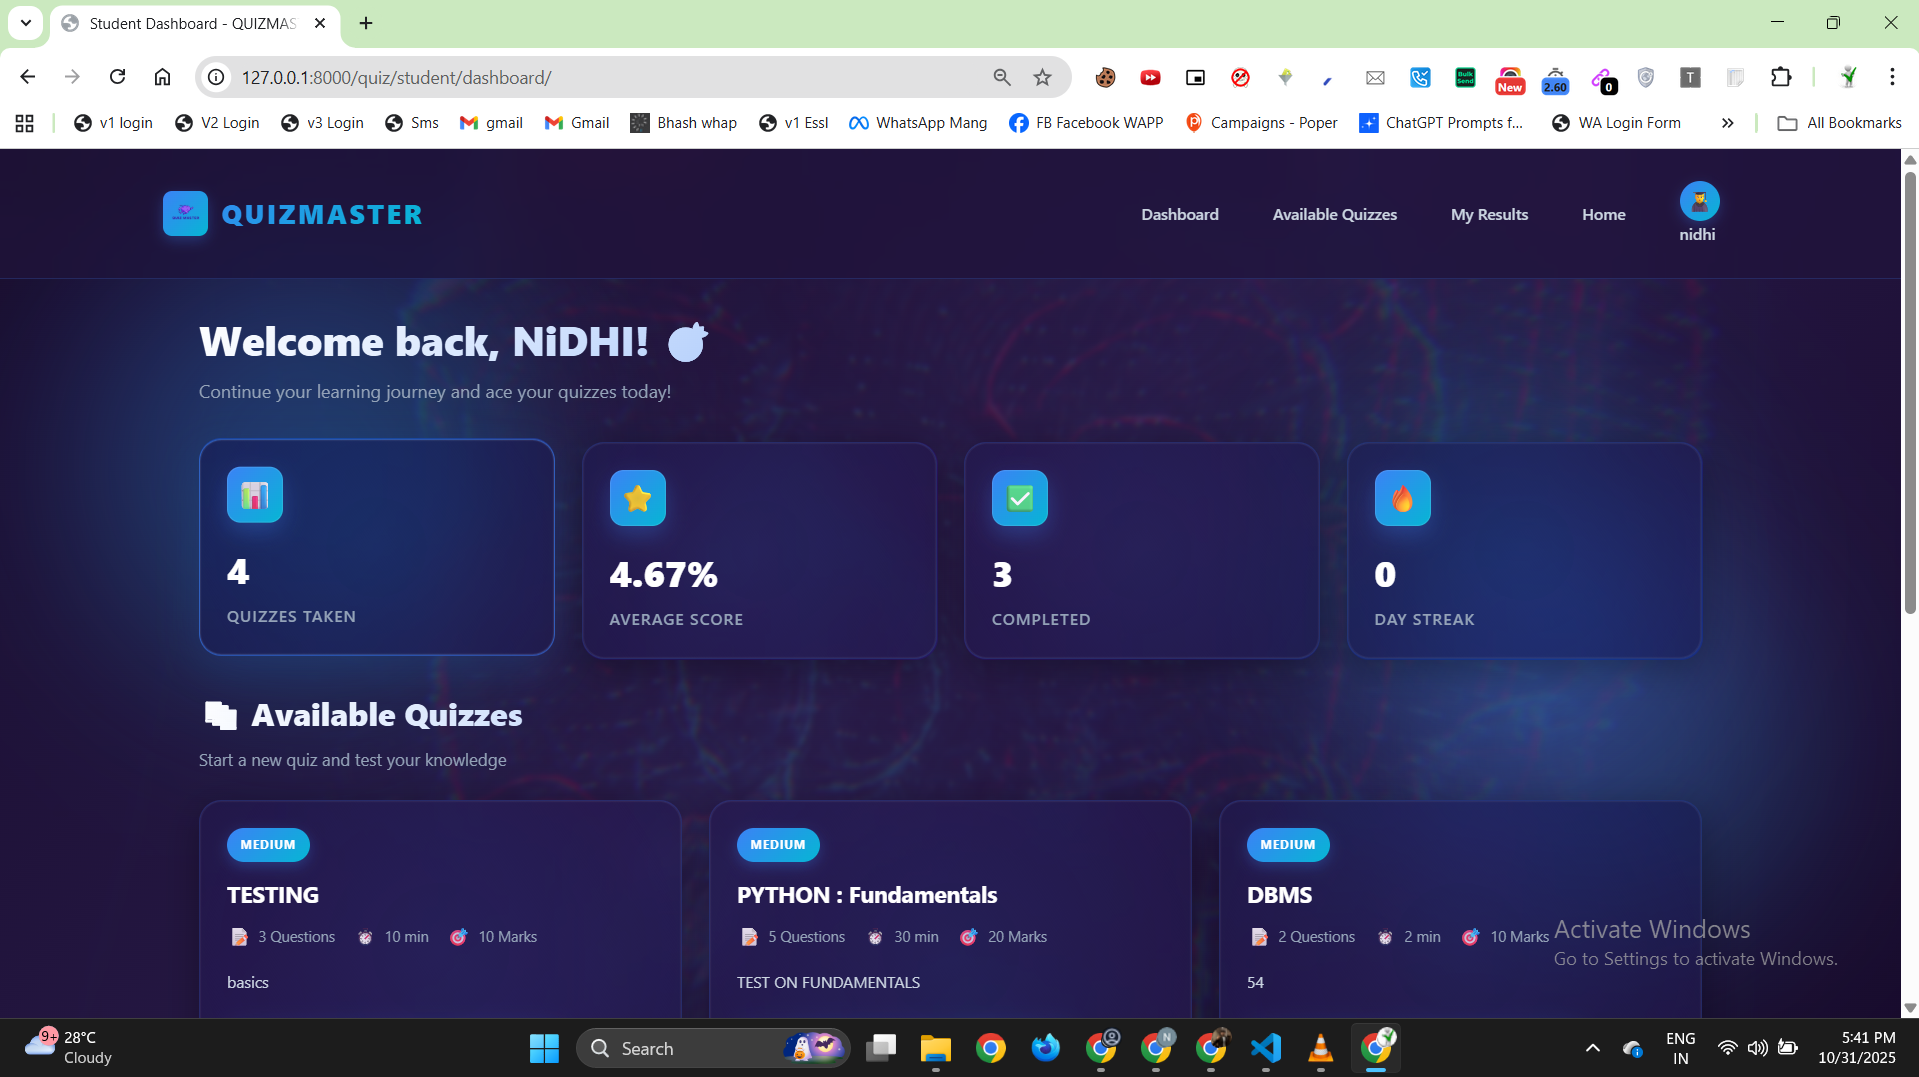 Student Dashboard - QUIZMAS
127.0.0.1:8000/quiz/student/dashboard/
Bulk Send
New
2.60
0
T
v1 login
V2 Login
v3 Login
Sms
gmail
Gmail
Bhash whap
v1 Essl
WhatsApp Mang
FB Facebook WAPP
Campaigns - Poper
ChatGPT Prompts f...
WA Login Form
All Bookmarks
QUIZMASTER
Dashboard
Available Quizzes
My Results
Home
nidhi
Welcome back, NiDHI!
Continue your learning journey and ace your quizzes today!
4
QUIZZES TAKEN
4.67%
AVERAGE SCORE
3
COMPLETED
0
DAY STREAK
Available Quizzes
Start a new quiz and test your knowledge
MEDIUM
TESTING
3 Questions 10 min 10 Marks
basics
MEDIUM
PYTHON : Fundamentals
5 Questions 30 min 20 Marks
TEST ON FUNDAMENTALS
MEDIUM
DBMS
2 Questions 2 min 10 Marks
54
Activate Windows
Go to Settings to activate Windows.
9+
28°C
Cloudy
Search
N
ENG
IN
5:41 PM
10/31/2025